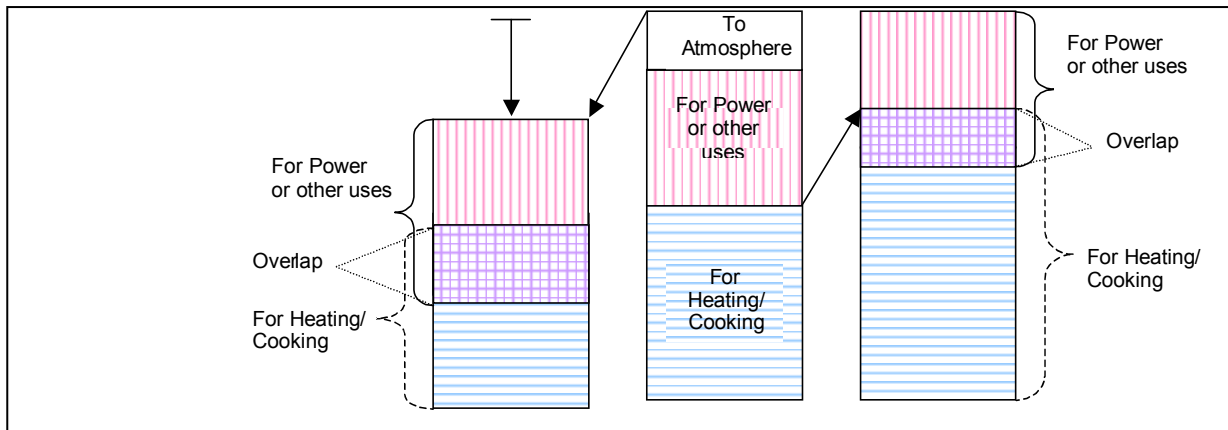 For Power
or other uses
Overlap
For Heating/
Cooking
To
Atmosphere
For Power
or other
uses
For
Heating/
Cooking
For Power
or other uses
Overlap
For Heating/
Cooking